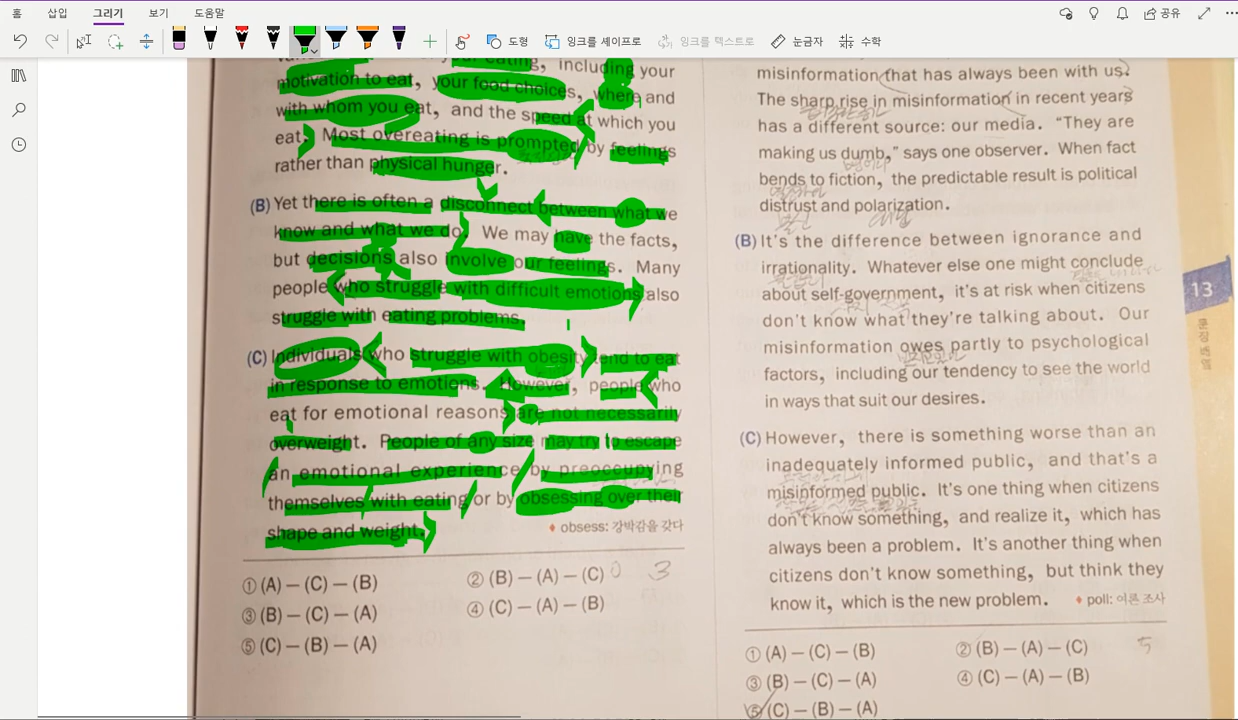 홈 삽입 그리기 보기 도움말
공유
도형 잉크를 셰이프로 잉크를 텍스트로 눈금자 수학
eating, including your
motivation to eat, your food choices, where and
with whom you eat, and the speed at which you
eat. Most overeating is prompted by feelings
rather than physical hunger.
(B) Yet there is often a disconnect between what we
know and what we do. We may have the facts,
but decisions also involve our feelings. Many
people who struggle with difficult emotions also
struggle with eating problems.
(C) Individuals who struggle with obesity tend to eat
in response to emotions. However, people who
eat for emotional reasons are not necessarily
overweight. People of any size may try to escape
an emotional experience by preoccupying
themselves with eating or by obsessing over their
shape and weight.
♦ obsess: 강박감을 갖다
① (A) – (C) – (B) ② (B) – (A) – (C) 3
③ (B) – (C) – (A) ④ (C) – (A) – (B)
⑤ (C) – (B) – (A)
misinformation that has always been with us.
The sharp rise in misinformation in recent years
has a different source: our media. “They are
making us dumb,” says one observer. When fact
bends to fiction, the predictable result is political
distrust and polarization.
불신
(B) It’s the difference between ignorance and
irrationality. Whatever else one might conclude
about self-government, it’s at risk when citizens
don’t know what they’re talking about. Our
misinformation owes partly to psychological
factors, including our tendency to see the world
in ways that suit our desires.
(C) However, there is something worse than an
inadequately informed public, and that’s a
misinformed public. It’s one thing when citizens
don’t know something, and realize it, which has
always been a problem. It’s another thing when
citizens don’t know something, but think they
know it, which is the new problem.
♦ poll: 여론 조사
① (A) – (C) – (B) ② (B) – (A) – (C) 5
③ (B) – (C) – (A) ④ (C) – (A) – (B)
⑤ (C) – (B) – (A)
13
문장 배열